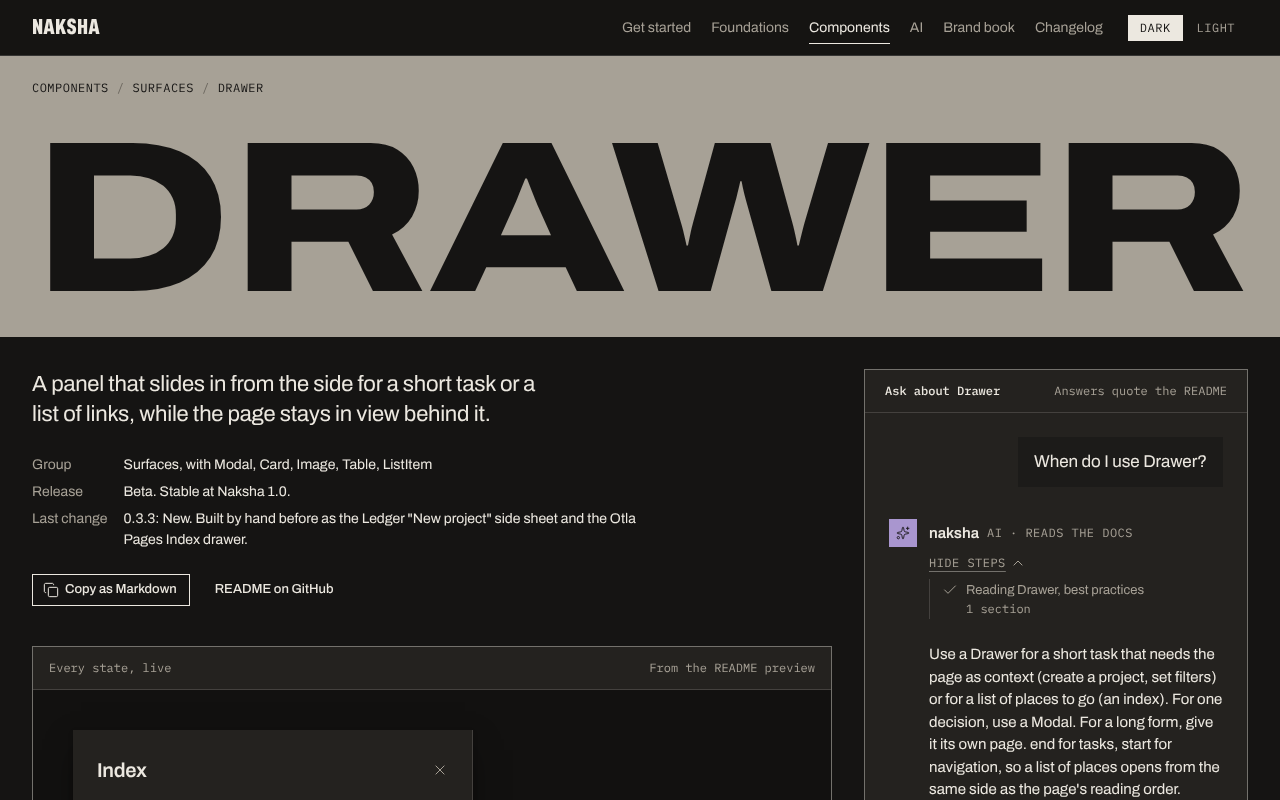 NAKSHA
Get started
Foundations
Components
AI
Brand book
Changelog
DARK
LIGHT
COMPONENTS / SURFACES / DRAWER
DRAWER
A panel that slides in from the side for a short task or a
list of links, while the page stays in view behind it.
Group
Surfaces, with Modal, Card, Image, Table, ListItem
Release
Beta. Stable at Naksha 1.0.
Last change
0.3.3: New. Built by hand before as the Ledger "New project" side sheet and the Otla
Pages Index drawer.
Copy as Markdown
README on GitHub
Every state, live
From the README preview
Index
Ask about Drawer
Answers quote the README
When do I use Drawer?
naksha AI · READS THE DOCS
HIDE STEPS
Reading Drawer, best practices
1 section
Use a Drawer for a short task that needs the
page as context (create a project, set filters)
or for a list of places to go (an index). For one
decision, use a Modal. For a long form, give
it its own page. end for tasks, start for
navigation, so a list of places opens from the
same side as the page's reading order.